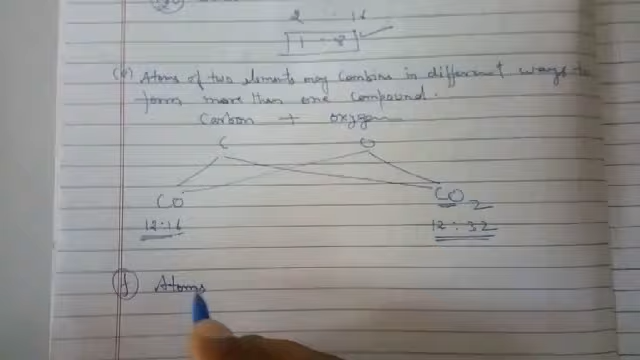 2 : 16
1 : 8
(e) Atoms of two elements may combine in different ways to
form more than one compound.
Carbon + oxygen
C O
CO CO2
12:16 12:32
(f) Atoms